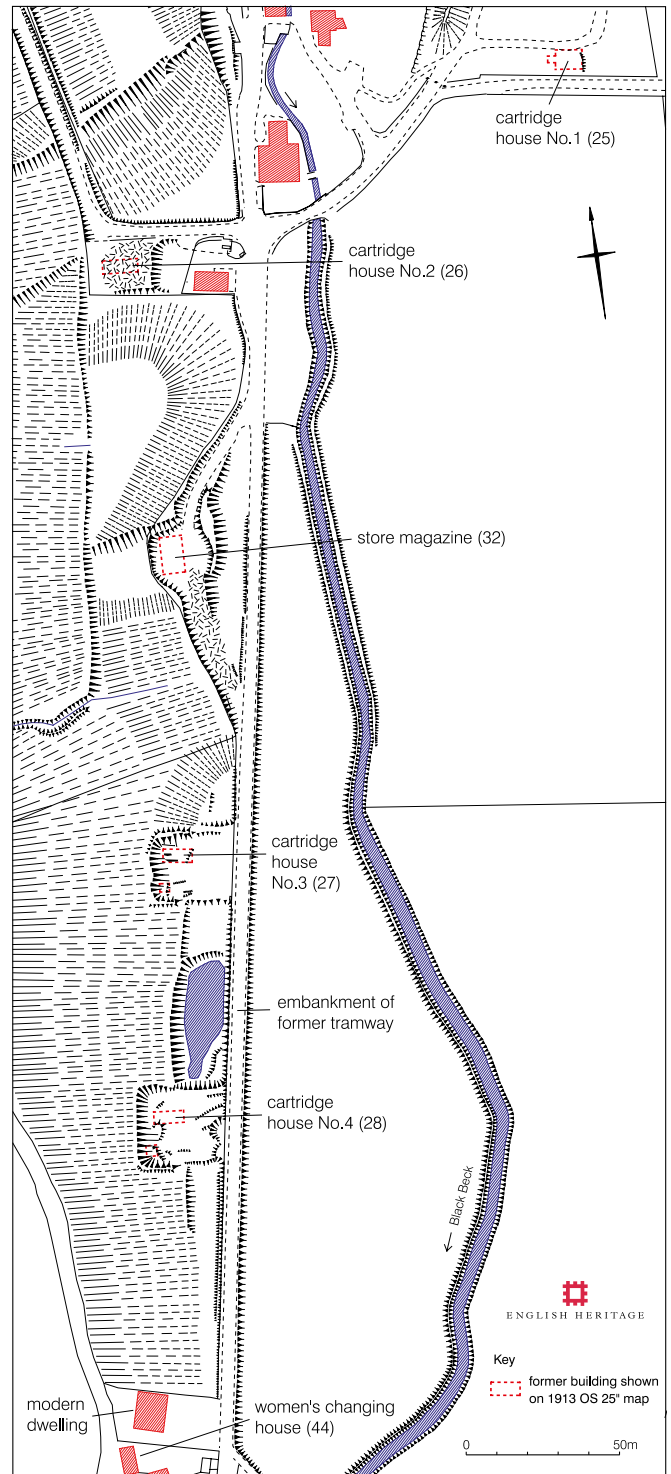 cartridge
house No.1 (25)
cartridge
house No.2 (26)
store magazine (32)
cartridge
house
No.3 (27)
embankment of
former tramway
cartridge
house No.4 (28)
Black Beck
ENGLISH HERITAGE
Key
former building shown
on 1913 OS 25" map
modern
dwelling
women's changing
house (44)
0 50m